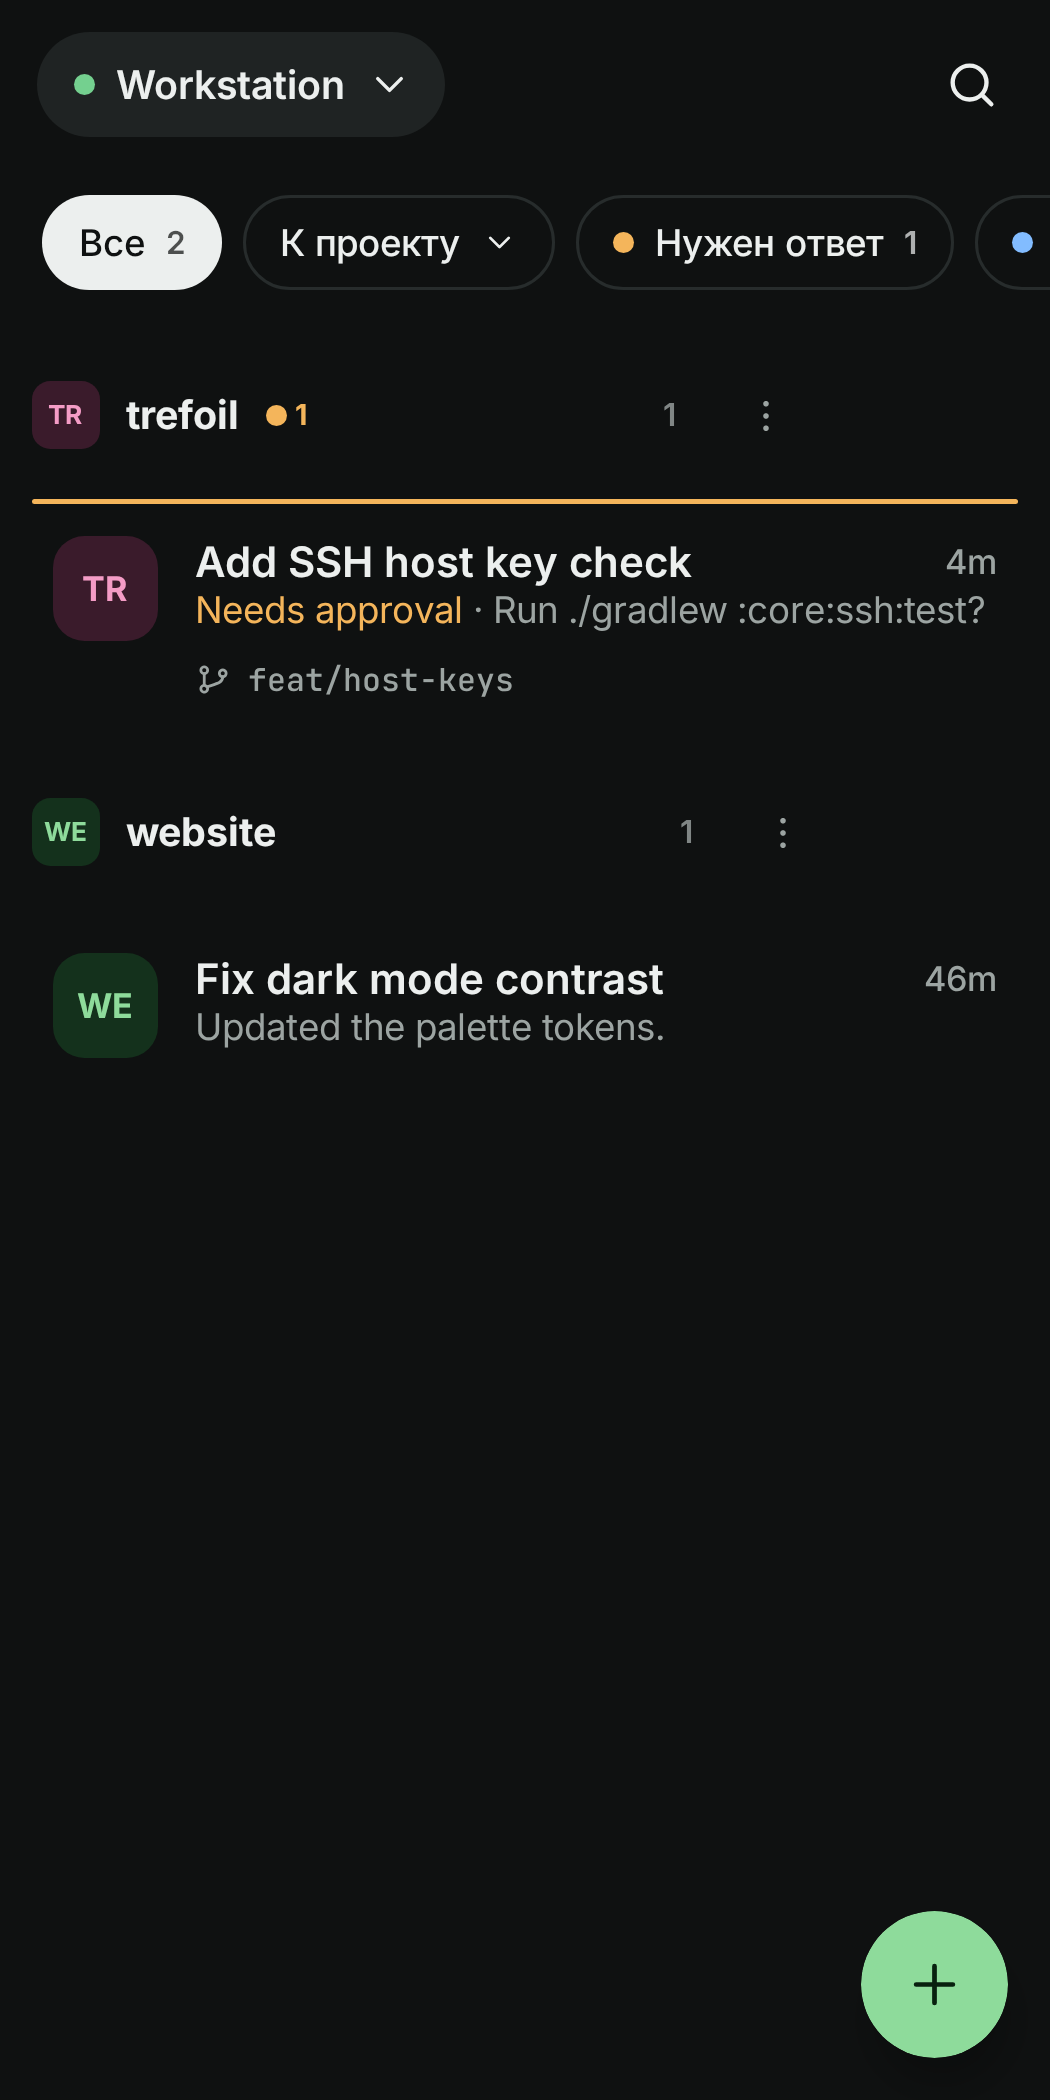 Workstation
Все 2
К проекту
Нужен ответ 1
TR trefoil 1 1
TR Add SSH host key check 4m
Needs approval · Run ./gradlew :core:ssh:test?
feat/host-keys
WE website 1
WE Fix dark mode contrast 46m
Updated the palette tokens.